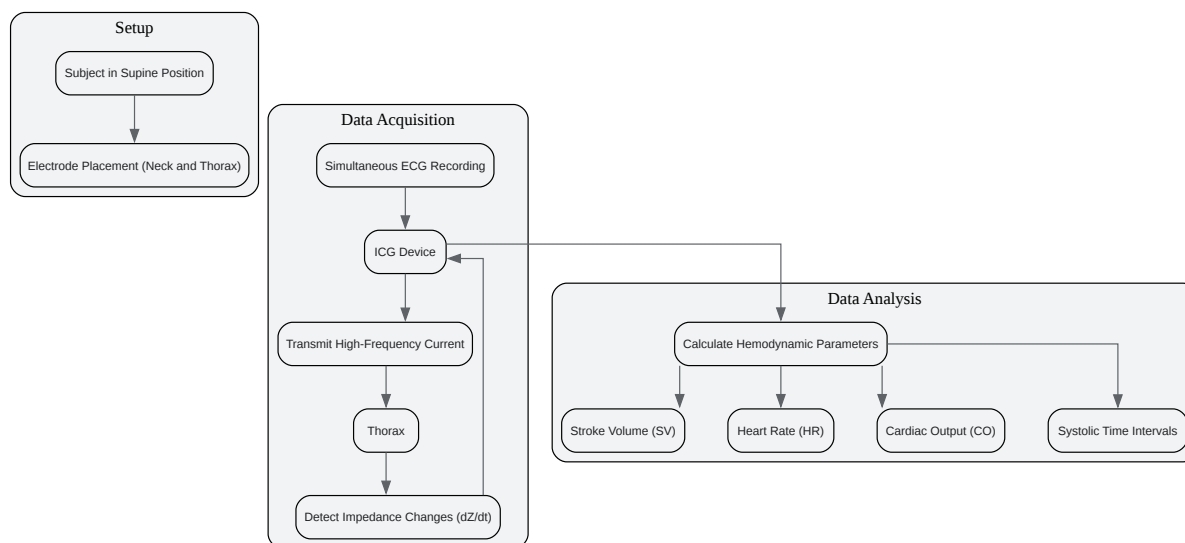 Setup
Subject in Supine Position
Electrode Placement (Neck and Thorax)
Data Acquisition
Simultaneous ECG Recording
ICG Device
Transmit High-Frequency Current
Thorax
Detect Impedance Changes (dZ/dt)
Data Analysis
Calculate Hemodynamic Parameters
Stroke Volume (SV)
Heart Rate (HR)
Cardiac Output (CO)
Systolic Time Intervals